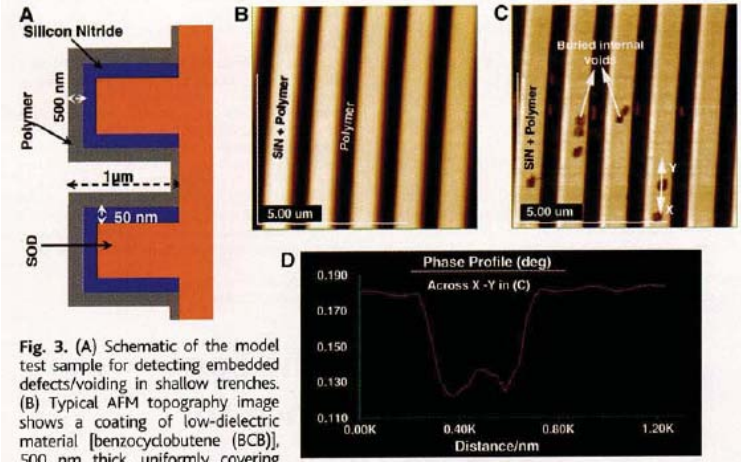 A
Silicon Nitride
500 nm
Polymer
1μm
50 nm
SOD
B
SiN + Polymer
Polymer
5.00 um
C
Buried internal
voids
SiN + Polymer
Y
X
5.00 um
D
Phase Profile (deg)
Across X -Y in (C)
0.190
0.170
0.150
0.130
0.110
0.00K
0.40K
0.80K
1.20K
Distance/nm
Fig. 3. (A) Schematic of the model
test sample for detecting embedded
defects/voiding in shallow trenches.
(B) Typical AFM topography image
shows a coating of low-dielectric
material [benzocyclobutene (BCB)],
500 nm thick, uniformly covering